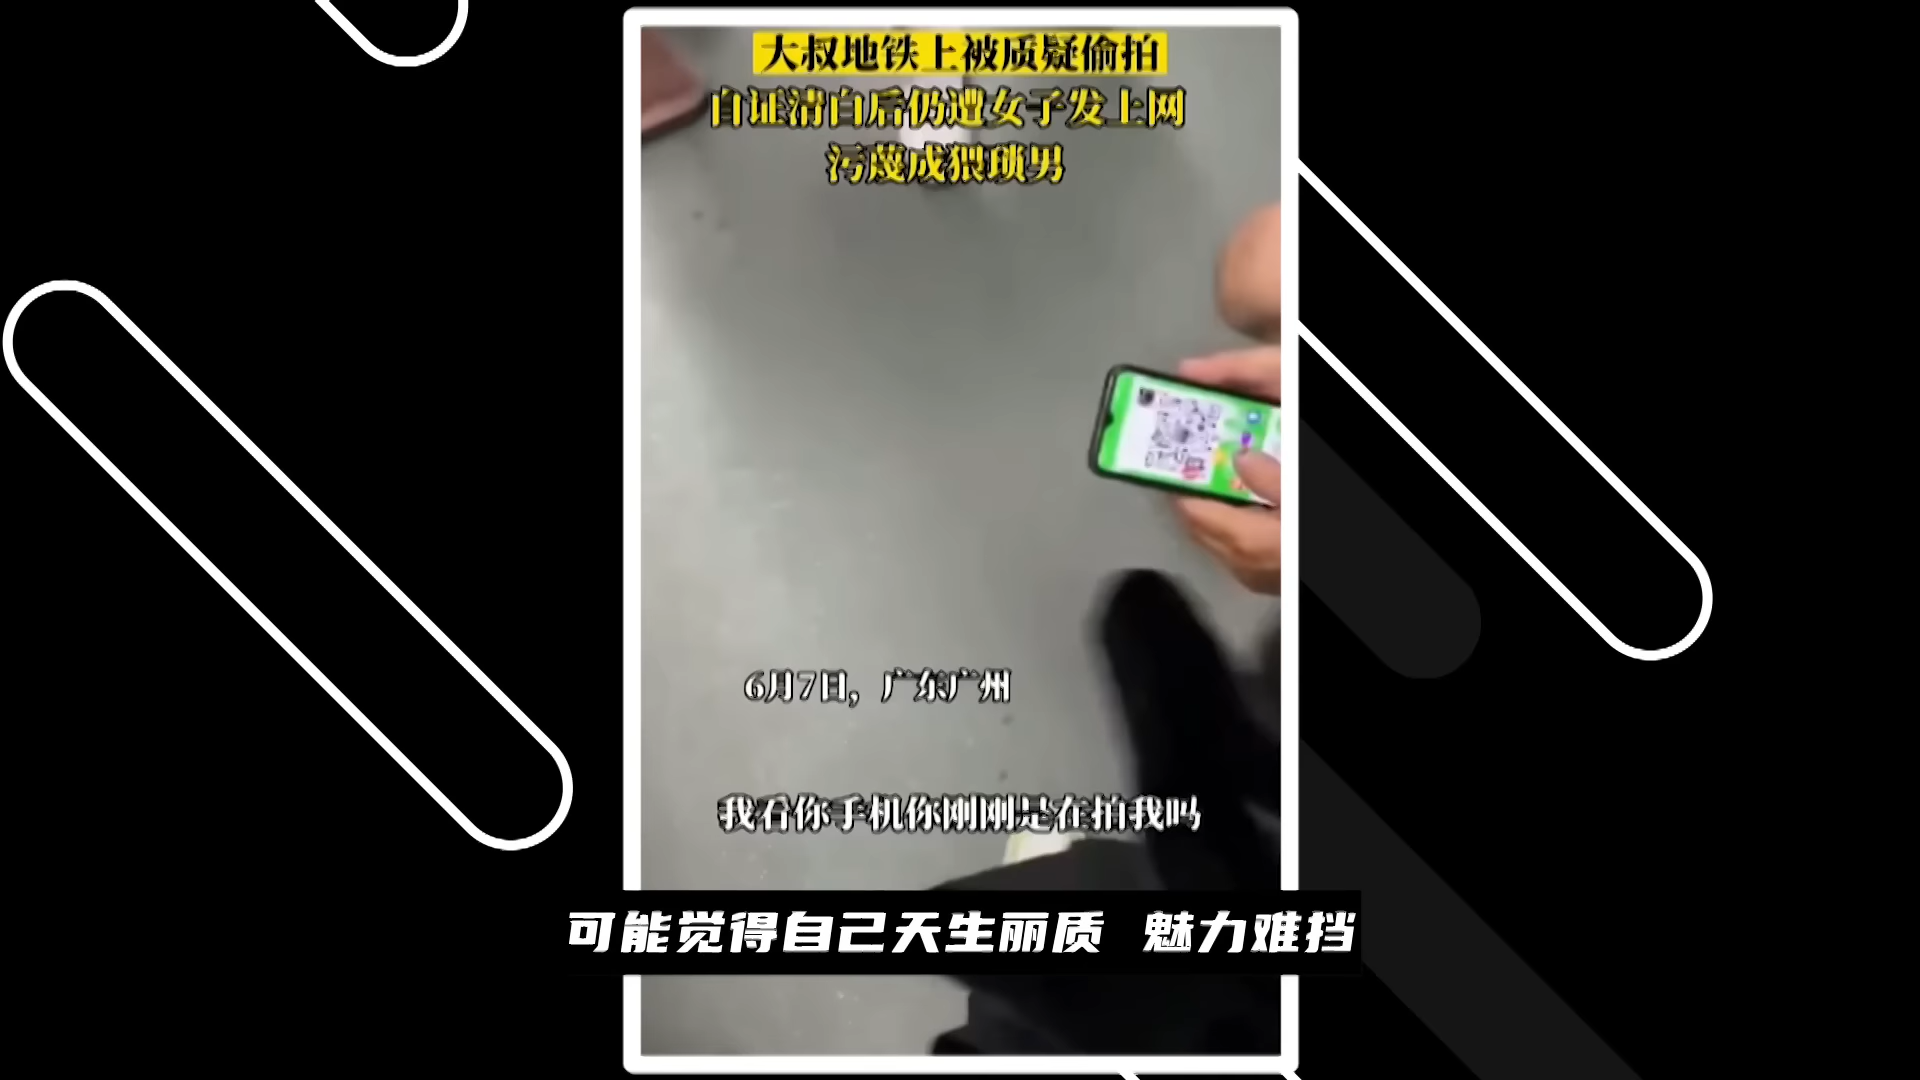 大叔地铁上被质疑偷拍
自证清白后仍遭女子发上网
污蔑成猥琐男
6月7日，广东广州
我看你手机你刚刚是在拍我吗
可能觉得自己天生丽质 魅力难挡